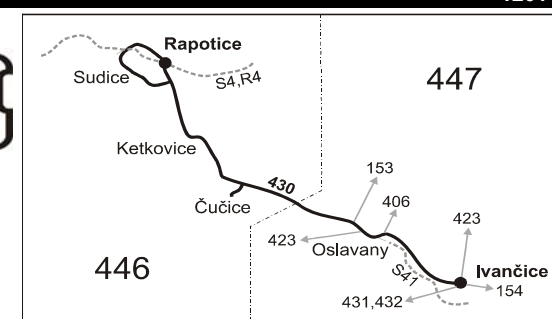 Rapotice
Sudice
S4,R4
447
Ketkovice
430
153
Čučice
406
423
423
Oslavany
446
S41
Ivančice
431,432
154